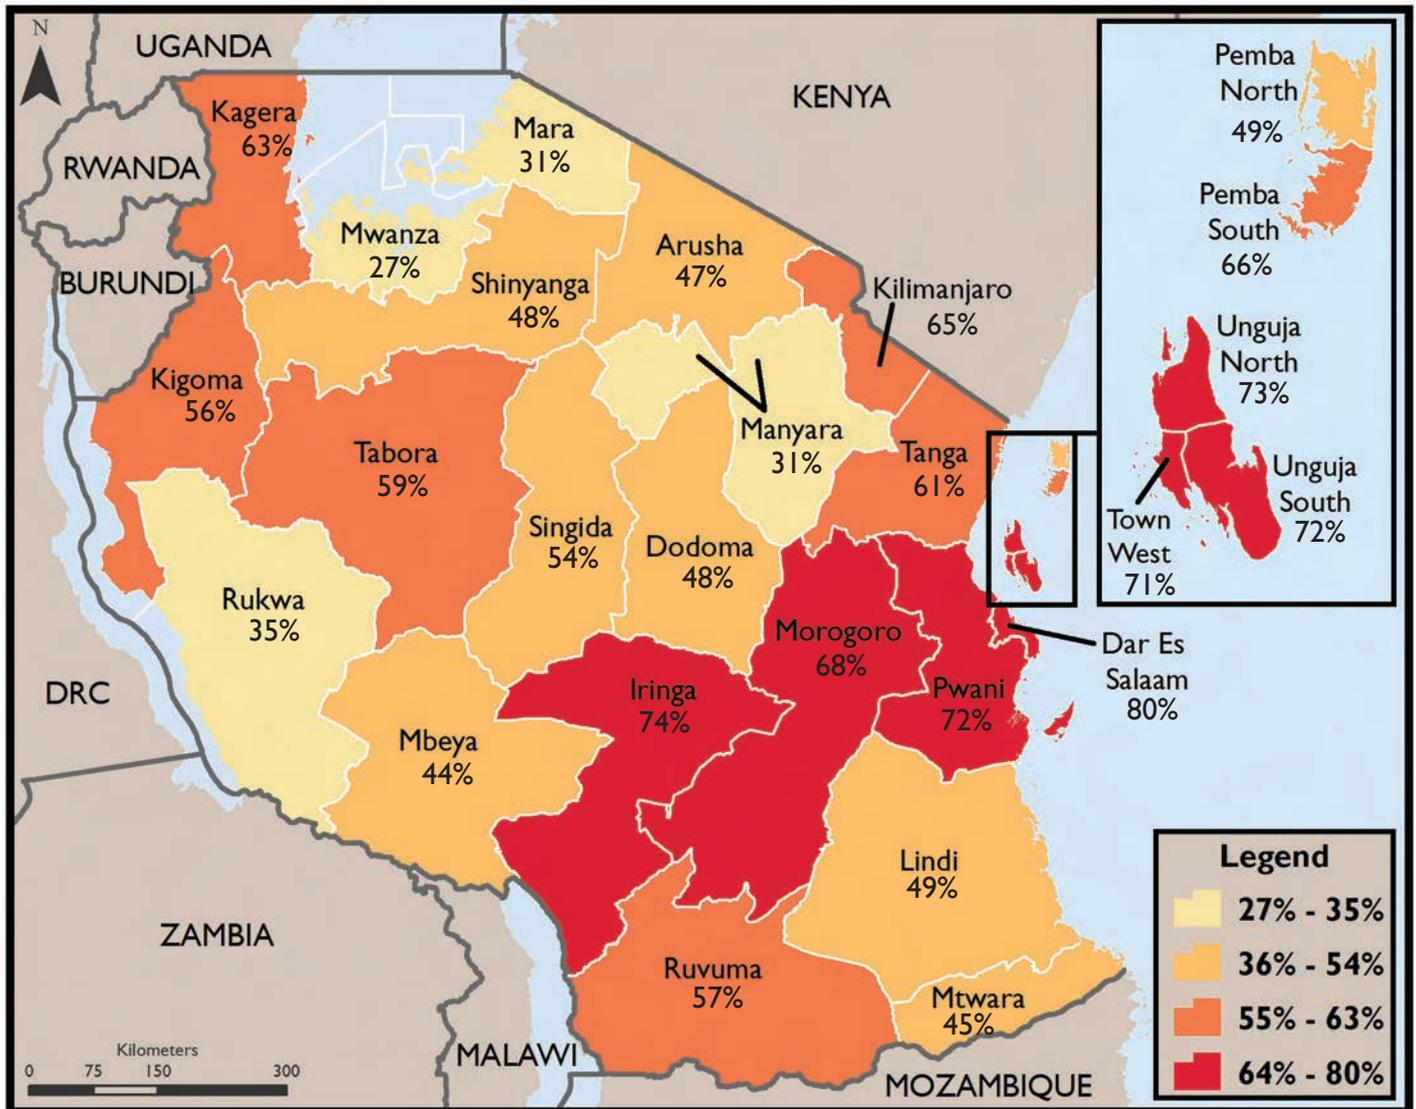 N
UGANDA
KENYA
RWANDA
BURUNDI
DRC
ZAMBIA
MALAWI
MOZAMBIQUE
Kagera
63%
Mara
31%
Mwanza
27%
Shinyanga
48%
Arusha
47%
Kilimanjaro
65%
Kigoma
56%
Tabora
59%
Manyara
31%
Tanga
61%
Singida
54%
Dodoma
48%
Rukwa
35%
Morogoro
68%
Dar Es
Salaam
80%
Iringa
74%
Pwani
72%
Mbeya
44%
Lindi
49%
Ruvuma
57%
Mtwara
45%
Pemba
North
49%
Pemba
South
66%
Unguja
North
73%
Unguja
South
72%
Town
West
71%
Legend
27% - 35%
36% - 54%
55% - 63%
64% - 80%
Kilometers
0 75 150 300